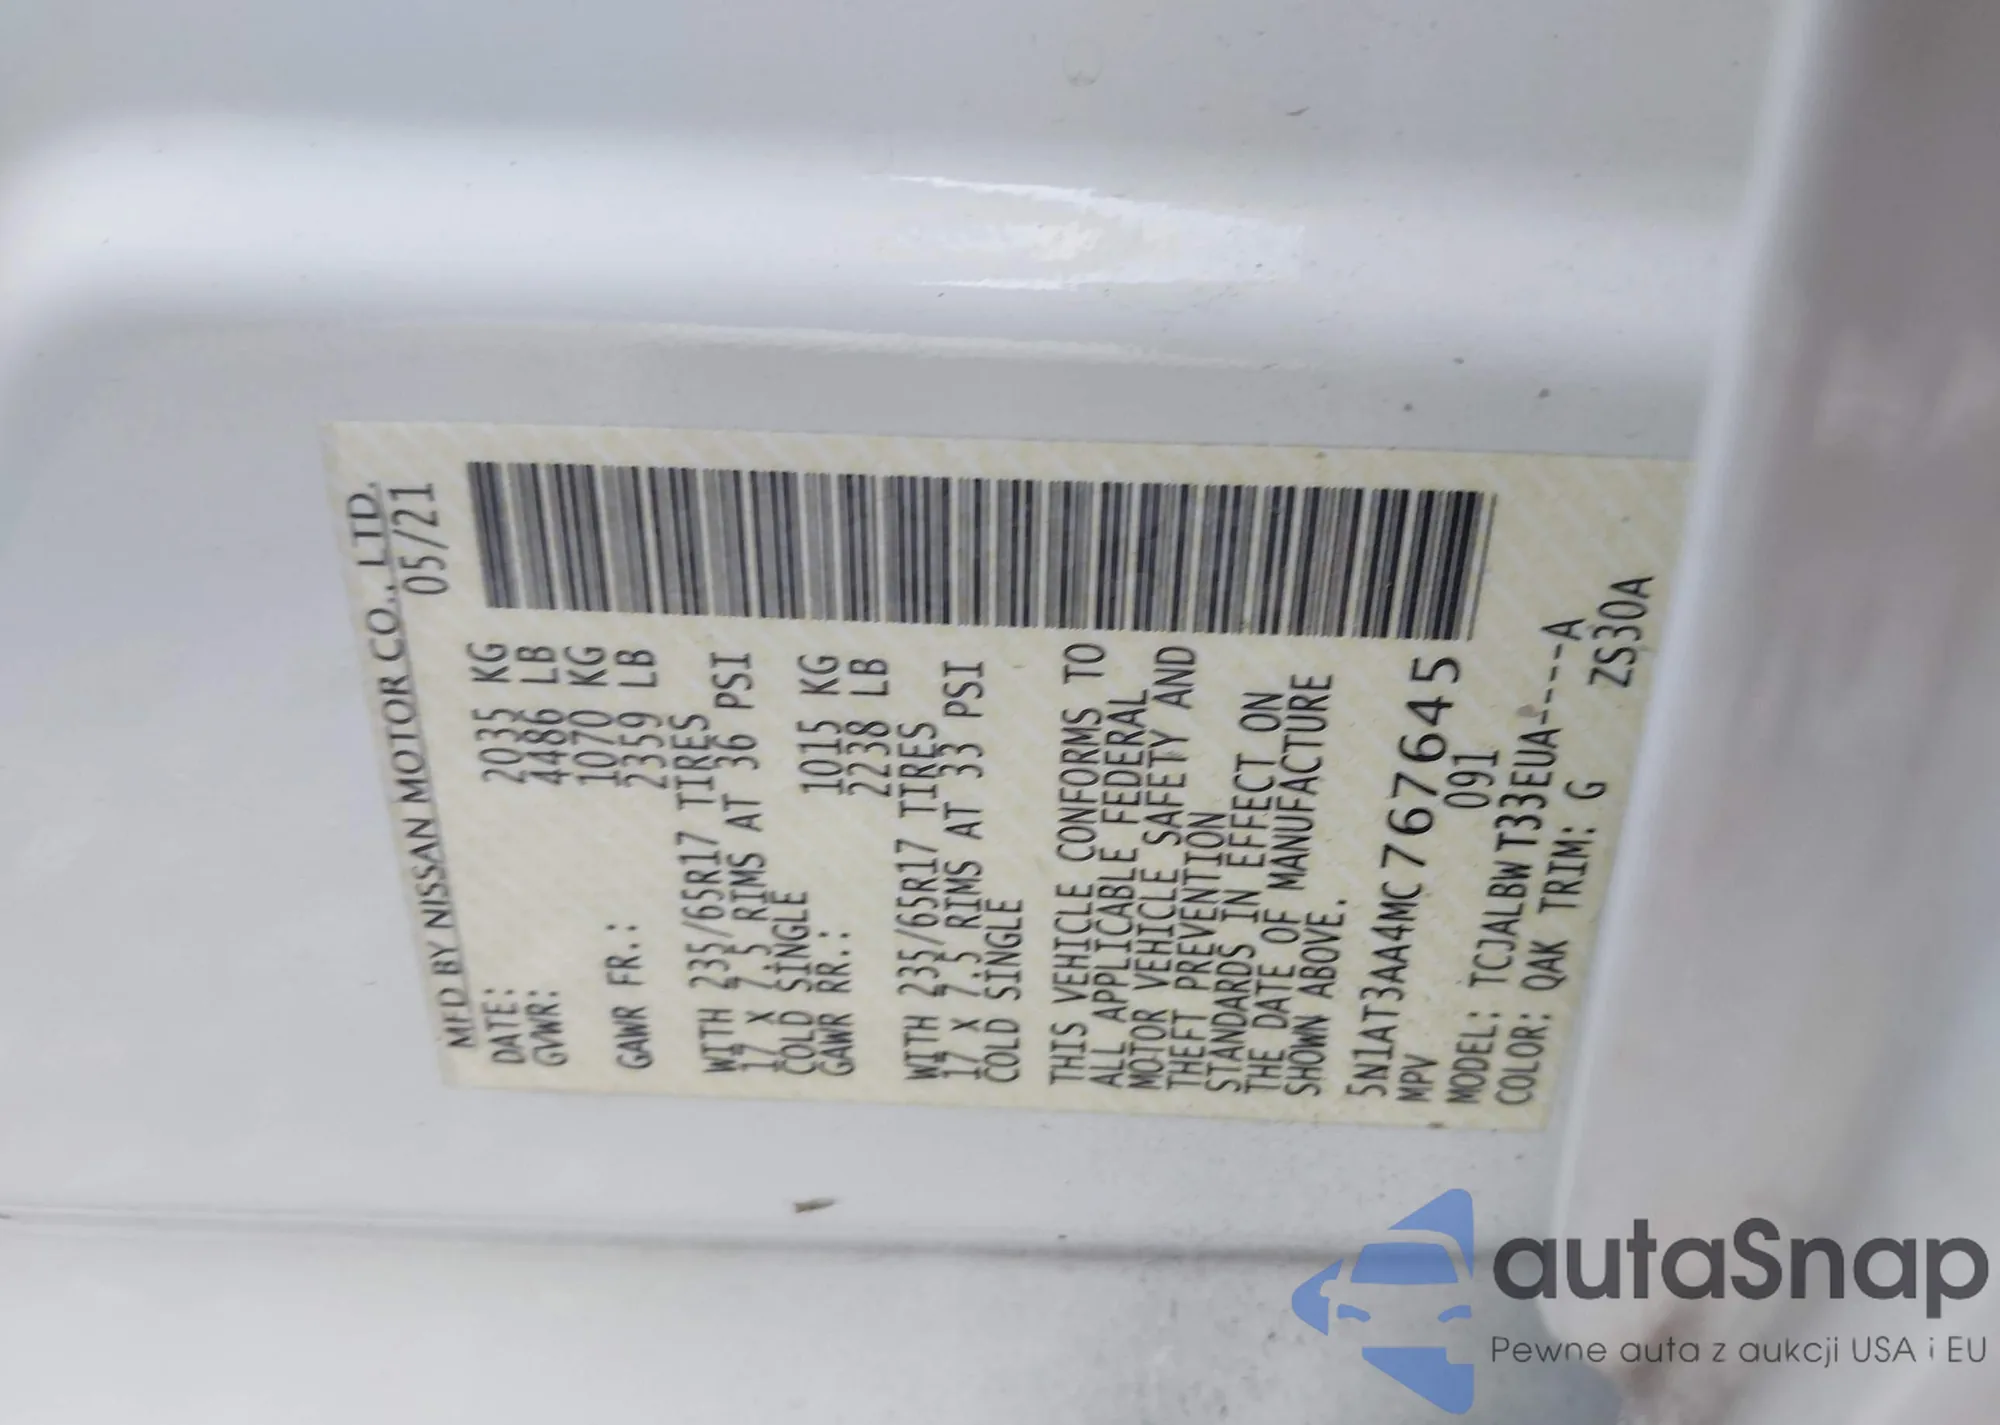 MFD BY NISSAN MOTOR CO., LTD.
DATE: 05/21
GVWR: 2035 KG
4486 LB
GAWR FR.: 1070 KG
2359 LB
WITH 235/65R17 TIRES
17 X 7.5 RIMS AT 36 PSI
COLD SINGLE
GAWR RR.: 1015 KG
2238 LB
WITH 235/65R17 TIRES
17 X 7.5 RIMS AT 33 PSI
COLD SINGLE
THIS VEHICLE CONFORMS TO
ALL APPLICABLE FEDERAL
MOTOR VEHICLE SAFETY AND
THEFT PREVENTION
STANDARDS IN EFFECT ON
THE DATE OF MANUFACTURE
SHOWN ABOVE.
5N1AT3AA4MC767645
MPV 091
MODEL: TCJALBWT33EUA----A
COLOR: QAK TRIM: G ZS30A
autaSnap
Pewne auta z aukcji USA i EU